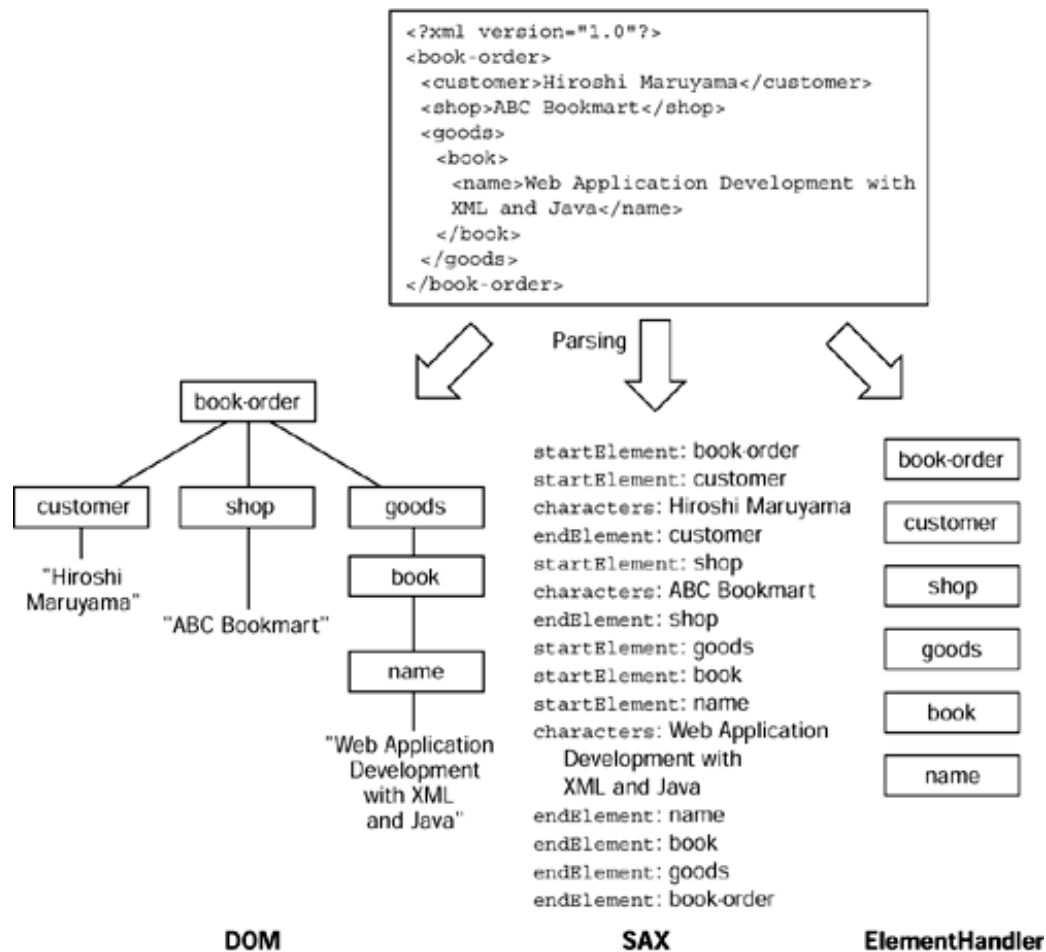 <?xml version="1.0"?>
<book-order>
<customer>Hiroshi Maruyama</customer>
<shop>ABC Bookmart</shop>
<goods>
<book>
<name>Web Application Development with
XML and Java</name>
</book>
</goods>
</book-order>
Parsing
book-order
customer
shop
goods
"Hiroshi
Maruyama"
"ABC Bookmart"
book
name
"Web Application
Development
with XML
and Java"
DOM
startElement: book-order
startElement: customer
characters: Hiroshi Maruyama
endElement: customer
startElement: shop
characters: ABC Bookmart
endElement: shop
startElement: goods
startElement: book
startElement: name
characters: Web Application
Development with
XML and Java
endElement: name
endElement: book
endElement: goods
endElement: book-order
SAX
book-order
customer
shop
goods
book
name
ElementHandler